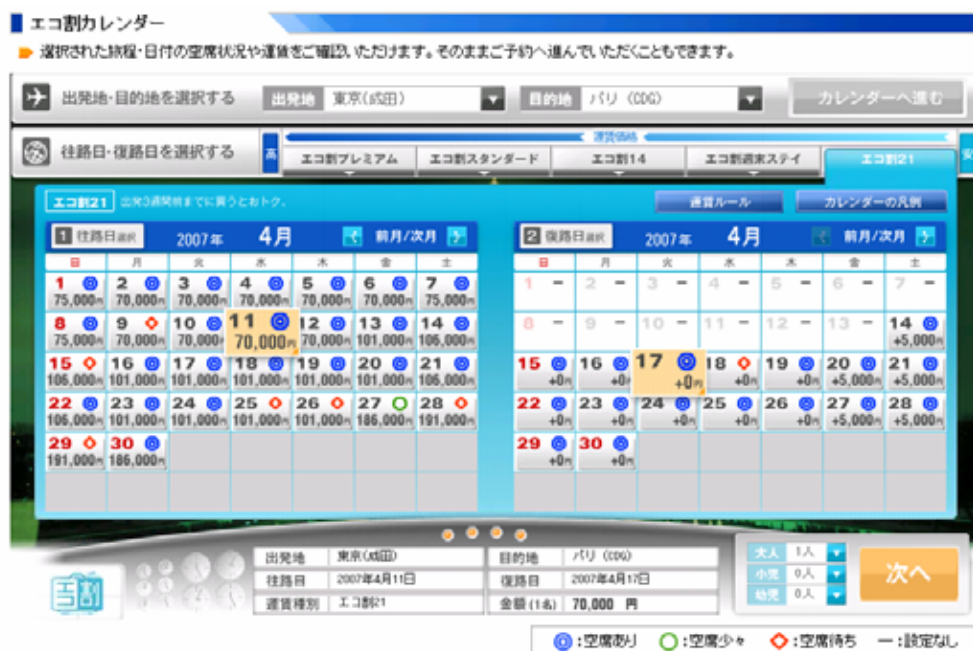 エコ割カレンダー
選択された旅程・日付の空席状況や運賃をご確認いただけます。そのままご予約へ進んでいただくこともできます。
出発地・目的地を選択する 出発地 東京(成田) 目的地 パリ (CDG) カレンダーへ進む
運賃価格
往路日・復路日を選択する 高 エコ割プレミアム エコ割スタンダード エコ割14 エコ割週末ステイ エコ割21 安
エコ割21 出発3週間前までに買うとおトク。 運賃ルール カレンダーの凡例
1 往路日選択 2007年 4月 前月/次月
日 月 火 水 木 金 土
1 ◎ 2 ◎ 3 ◎ 4 ◎ 5 ◎ 6 ◎ 7 ◎
75,000円 70,000円 70,000円 70,000円 70,000円 70,000円 75,000円
8 ◎ 9 ◇ 10 ◎ 11 ◎ 12 ◎ 13 ◎ 14 ◎
75,000円 70,000円 70,000円 70,000円 70,000円 101,000円 106,000円
15 ◇ 16 ◎ 17 ◎ 18 ◎ 19 ◎ 20 ◎ 21 ◎
106,000円 101,000円 101,000円 101,000円 101,000円 101,000円 106,000円
22 ◎ 23 ◎ 24 ◎ 25 ◇ 26 ◇ 27 ○ 28 ◇
106,000円 101,000円 101,000円 101,000円 101,000円 186,000円 191,000円
29 ◇ 30 ◎
191,000円 186,000円
2 復路日選択 2007年 4月 前月/次月
日 月 火 水 木 金 土
1 － 2 － 3 － 4 － 5 － 6 － 7 －
8 － 9 － 10 － 11 － 12 － 13 － 14 ◎
+5,000円
15 ◎ 16 ◎ 17 ◎ 18 ◇ 19 ◎ 20 ◎ 21 ◎
+0円 +0円 +0円 +0円 +0円 +5,000円 +5,000円
22 ◎ 23 ◎ 24 ◎ 25 ◎ 26 ◎ 27 ◎ 28 ◎
+0円 +0円 +0円 +0円 +0円 +5,000円 +5,000円
29 ◎ 30 ◎
+0円 +0円
エコ割
出発地 東京(成田) 目的地 パリ (CDG)
往路日 2007年4月11日 復路日 2007年4月17日
運賃種別 エコ割21 金額(1名) 70,000 円
大人 1人
小児 0人
幼児 0人
次へ
◎:空席あり ○:空席少々 ◇:空席待ち －:設定なし